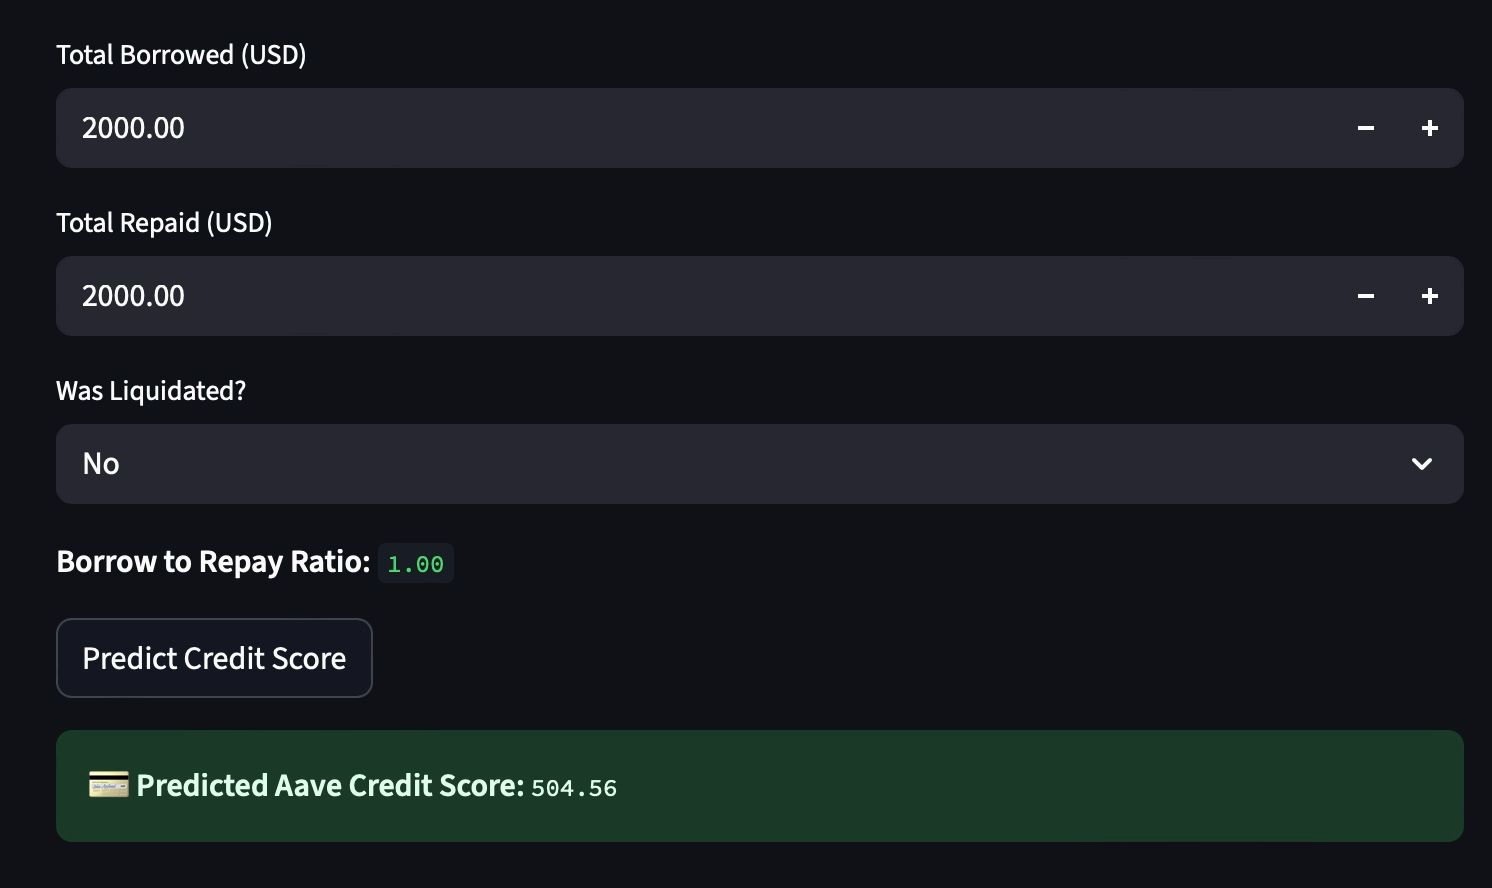 Total Borrowed (USD)
2000.00
Total Repaid (USD)
2000.00
Was Liquidated?
No
Borrow to Repay Ratio: 1.00
Predict Credit Score
💳 Predicted Aave Credit Score: 504.56